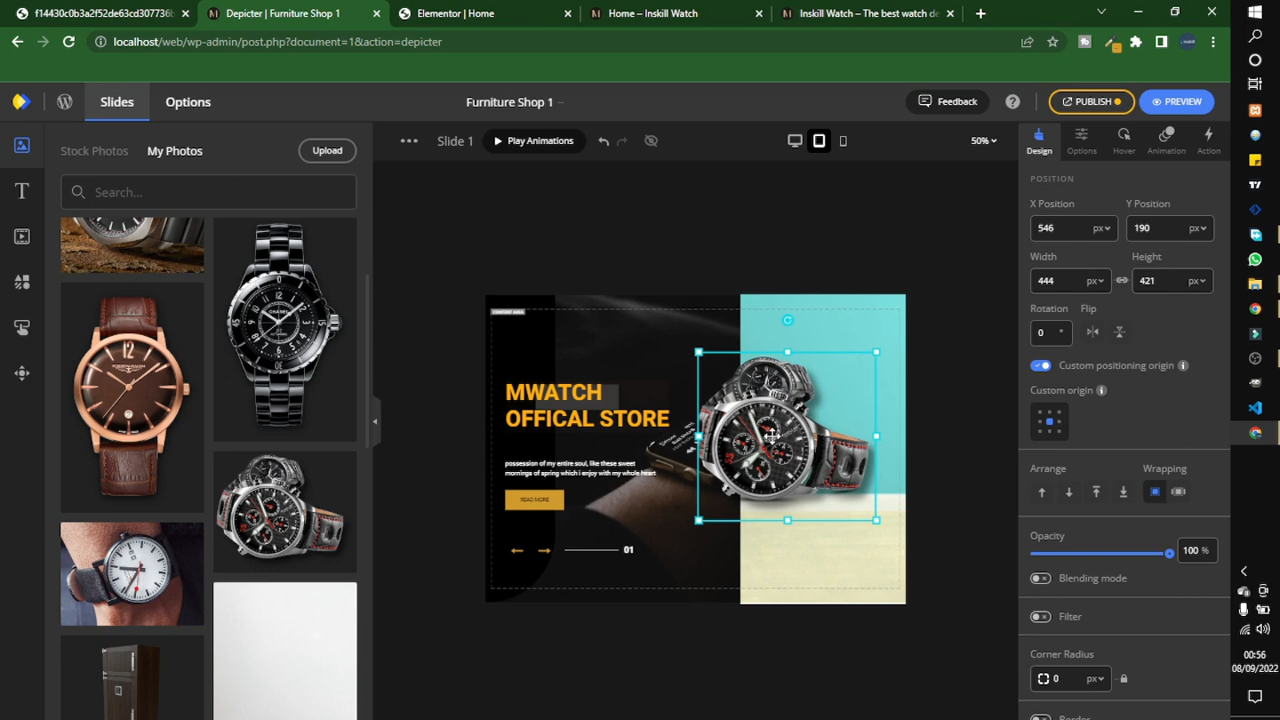 f14430c0b3a2f52de63cd307736b
Depicter | Furniture Shop 1
Elementor | Home
Home – Inskill Watch
Inskill Watch – The best watch de
localhost/web/wp-admin/post.php?document=1&action=depicter
Slides
Options
Furniture Shop 1
Feedback
PUBLISH
PREVIEW
Stock Photos
My Photos
Upload
Slide 1
Play Animations
50%
Design
Options
Hover
Animation
Action
Search...
POSITION
X Position
Y Position
546
px
190
px
Width
Height
444
px
421
px
Rotation
Flip
0
°
Custom positioning origin
Custom origin
Arrange
Wrapping
Opacity
100 %
Blending mode
Filter
Corner Radius
0
px
Border
CONTENT AREA
MWATCH
OFFICAL STORE
possession of my entire soul, like these sweet
mornings of spring which i enjoy with my whole heart
READ MORE
01
CHANEL
00:56
08/09/2022